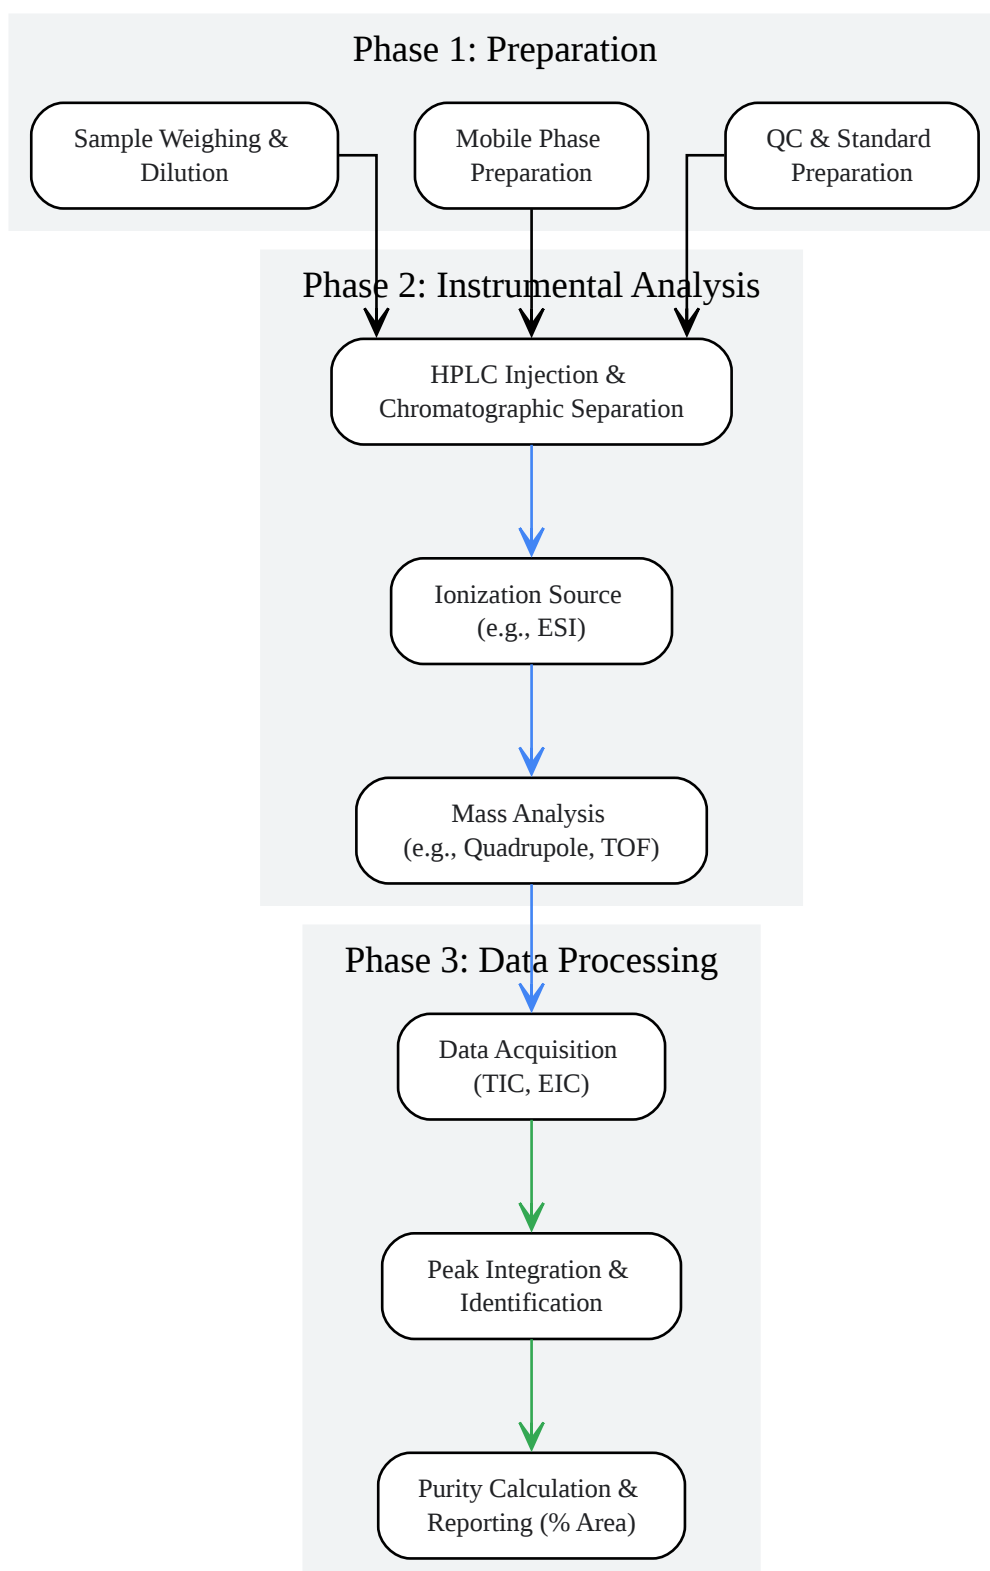 Phase 1: Preparation
Sample Weighing &
Dilution
Mobile Phase
Preparation
QC & Standard
Preparation
Phase 2: Instrumental Analysis
HPLC Injection &
Chromatographic Separation
Ionization Source
(e.g., ESI)
Mass Analysis
(e.g., Quadrupole, TOF)
Phase 3: Data Processing
Data Acquisition
(TIC, EIC)
Peak Integration &
Identification
Purity Calculation &
Reporting (% Area)